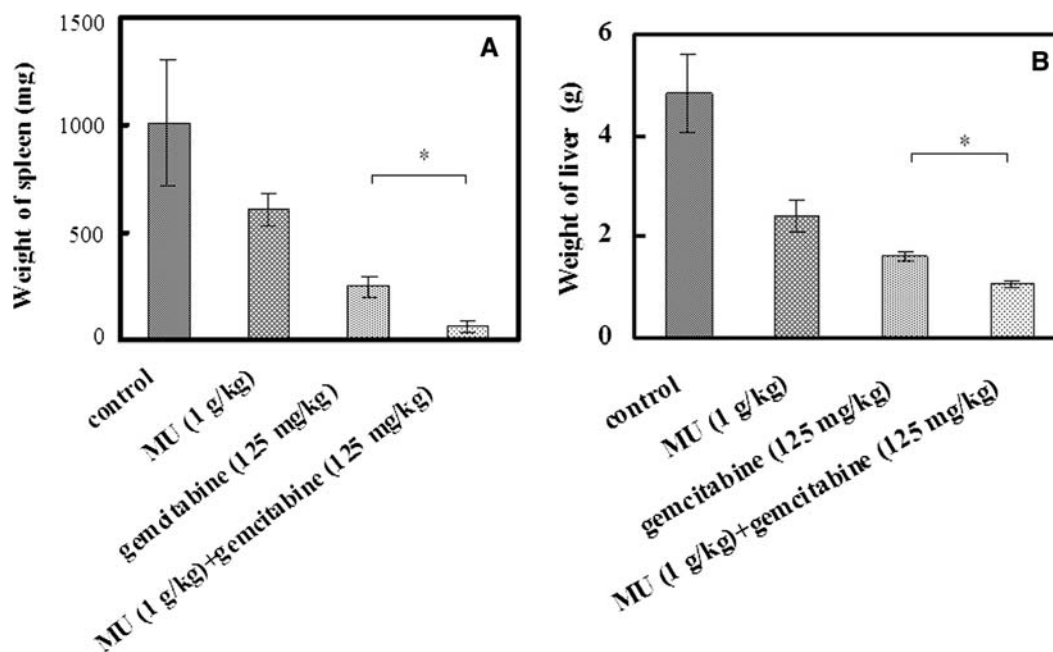 A
Weight of spleen (mg)
1500
1000
500
0
*
control
MU (1 g/kg)
gemcitabine (125 mg/kg)
MU (1 g/kg)+gemcitabine (125 mg/kg)
B
Weight of liver (g)
6
4
2
0
*
control
MU (1 g/kg)
gemcitabine (125 mg/kg)
MU (1 g/kg)+gemcitabine (125 mg/kg)